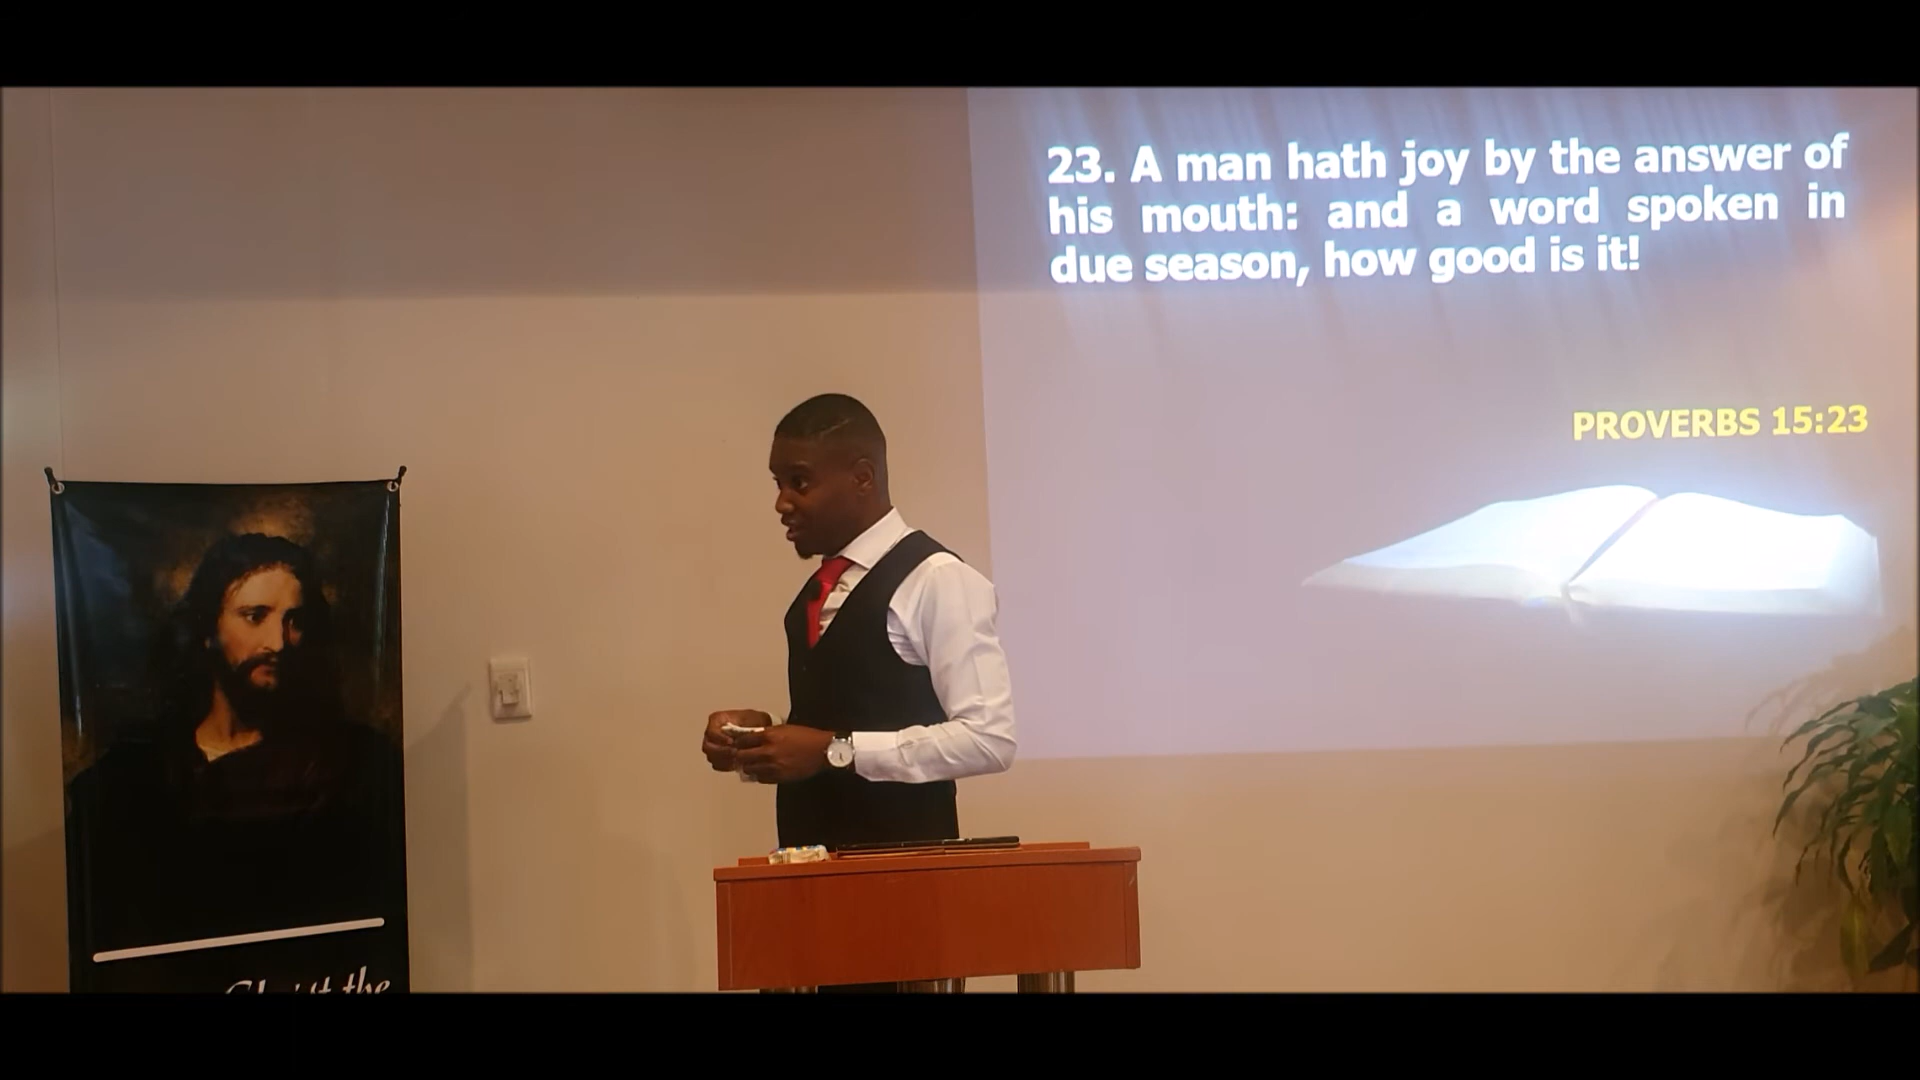 23. A man hath joy by the answer of
his mouth: and a word spoken in
due season, how good is it!
PROVERBS 15:23
the